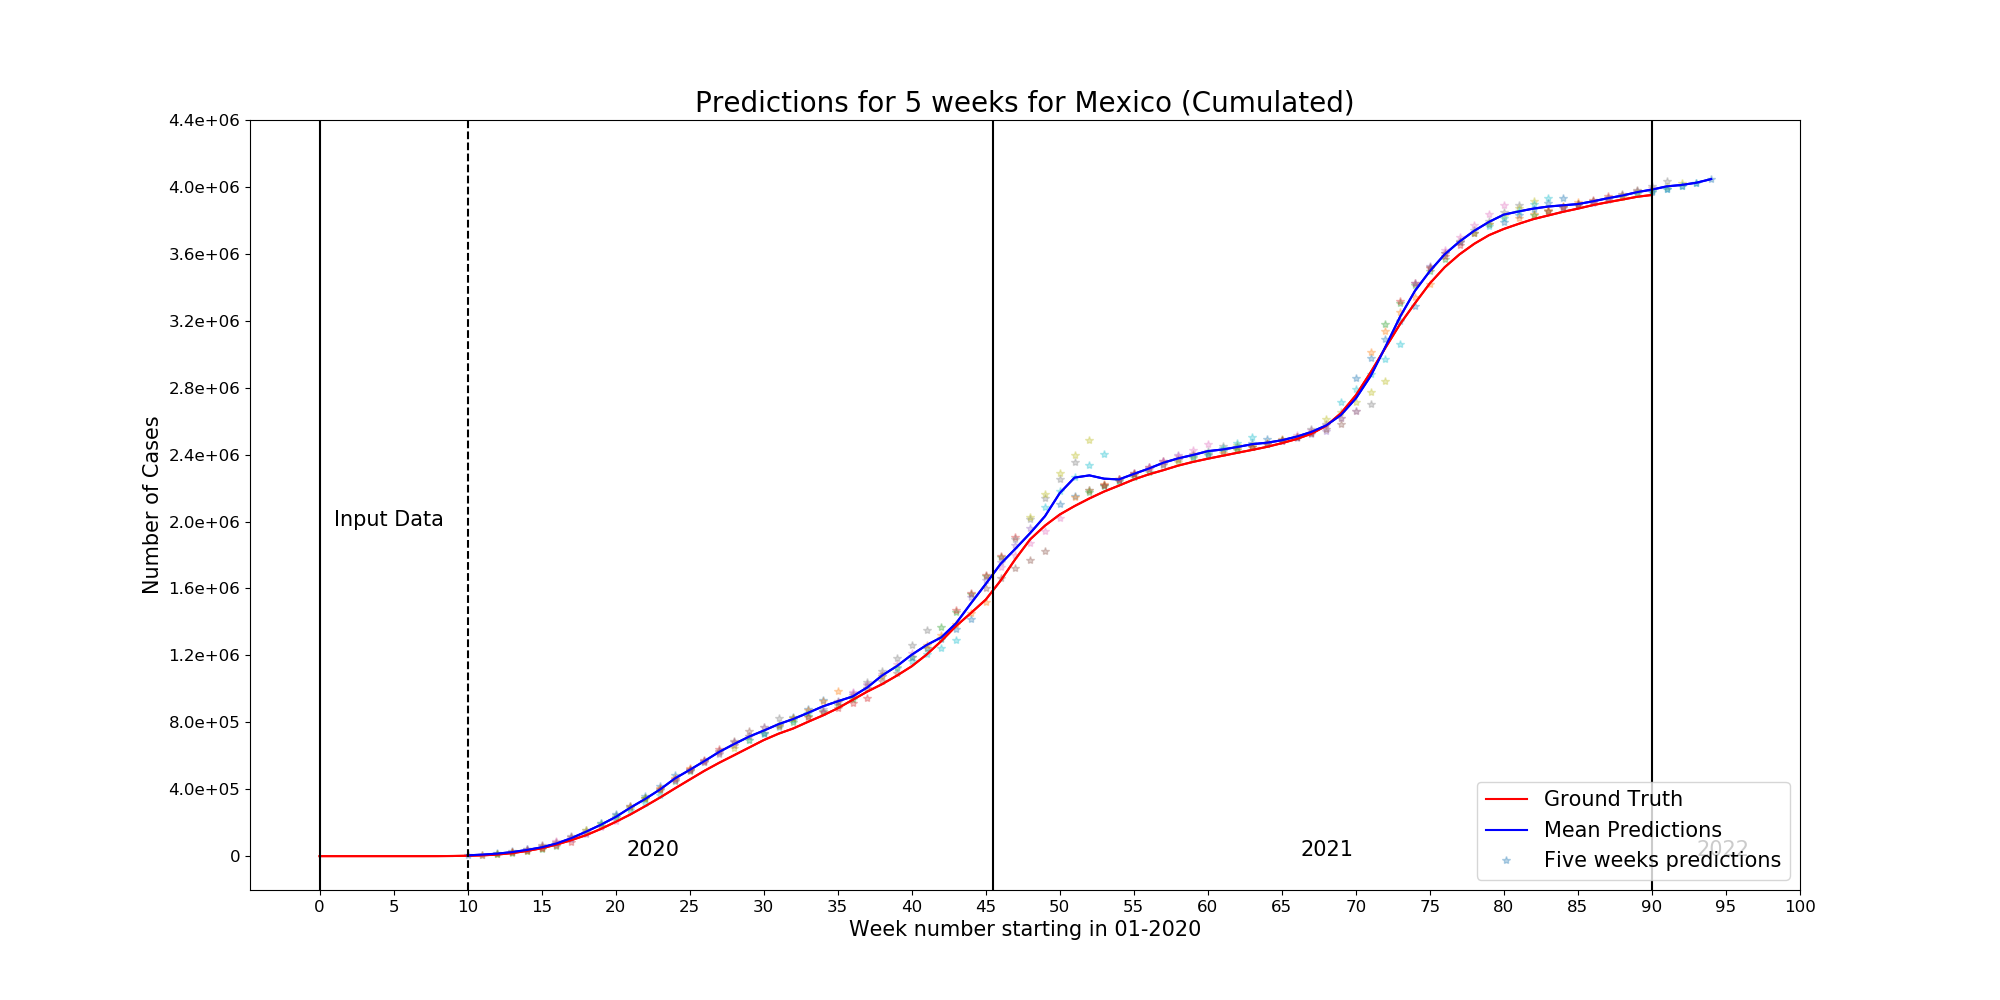 Predictions for 5 weeks for Mexico (Cumulated)
4.4e+06
4.0e+06
3.6e+06
3.2e+06
2.8e+06
2.4e+06
2.0e+06
1.6e+06
1.2e+06
8.0e+05
4.0e+05
0
Number of Cases
Input Data
2020
2021
2022
Ground Truth
Mean Predictions
Five weeks predictions
0 5 10 15 20 25 30 35 40 45 50 55 60 65 70 75 80 85 90 95 100
Week number starting in 01-2020